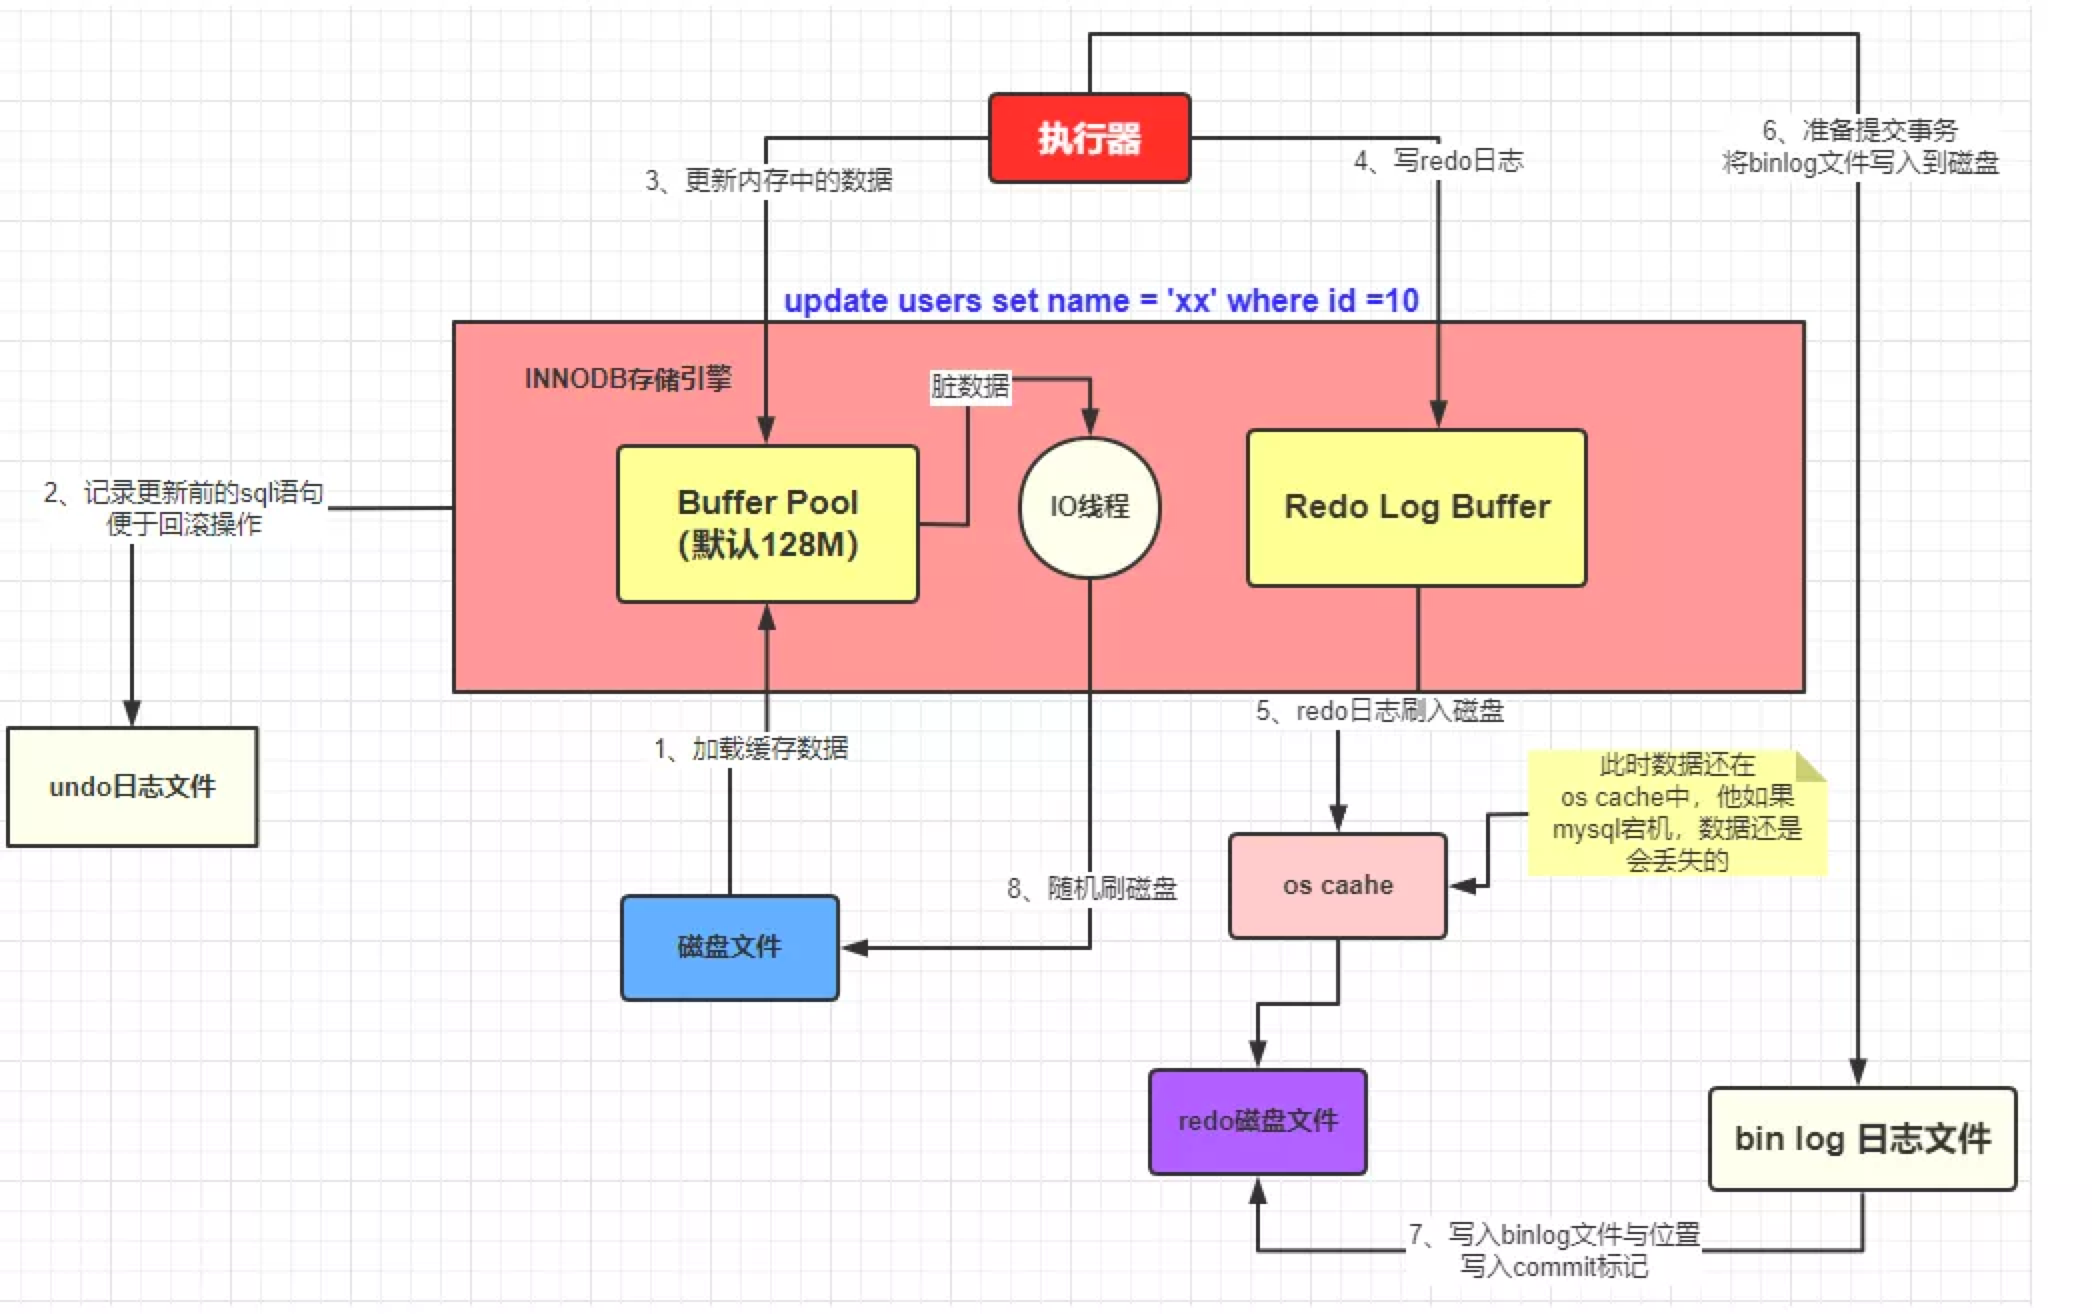 执行器
6、准备提交事务
将binlog文件写入到磁盘
4、写redo日志
3、更新内存中的数据
update users set name = 'xx' where id =10
INNODB存储引擎
脏数据
Buffer Pool
（默认128M）
IO线程
Redo Log Buffer
2、记录更新前的sql语句
便于回滚操作
5、redo日志刷入磁盘
1、加载缓存数据
undo日志文件
此时数据还在
os cache中，他如果
mysql宕机，数据还是
会丢失的
os caahe
8、随机刷磁盘
磁盘文件
redo磁盘文件
bin log 日志文件
7、写入binlog文件与位置
写入commit标记